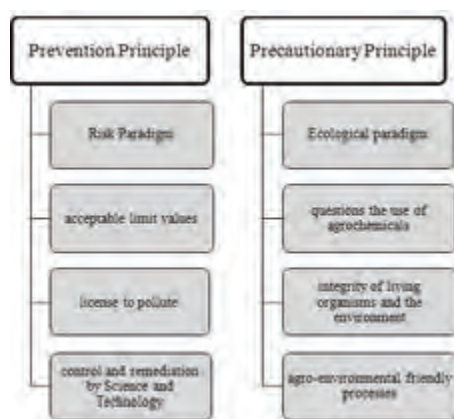 Prevention Principle
Risk Paradigm
acceptable limit values
license to pollute
control and remediation
by Science and
Technology
Precautionary Principle
Ecological paradigm
questions the use of
agrochemicals
integrity of living
organisms and the
environment
agro-environmental friendly
processes